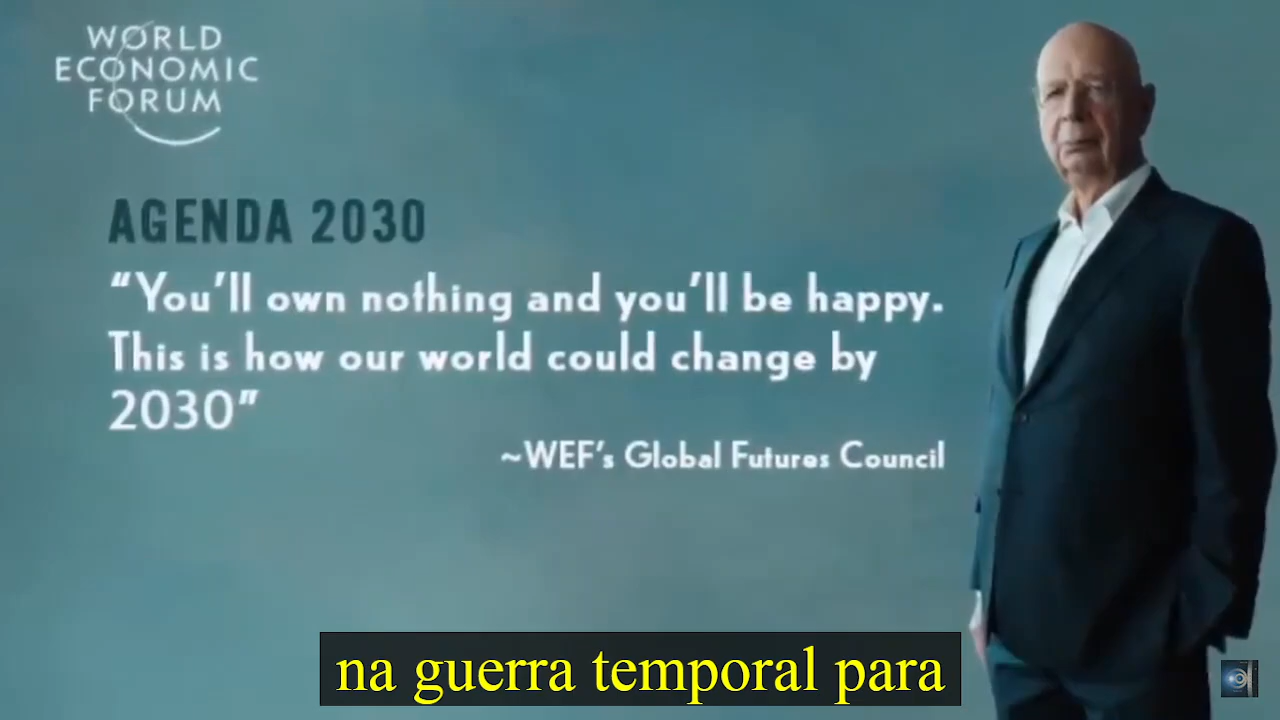 WORLD
ECONOMIC
FORUM
AGENDA 2030
“You’ll own nothing and you’ll be happy.
This is how our world could change by
2030”
~WEF’s Global Futures Council
na guerra temporal para